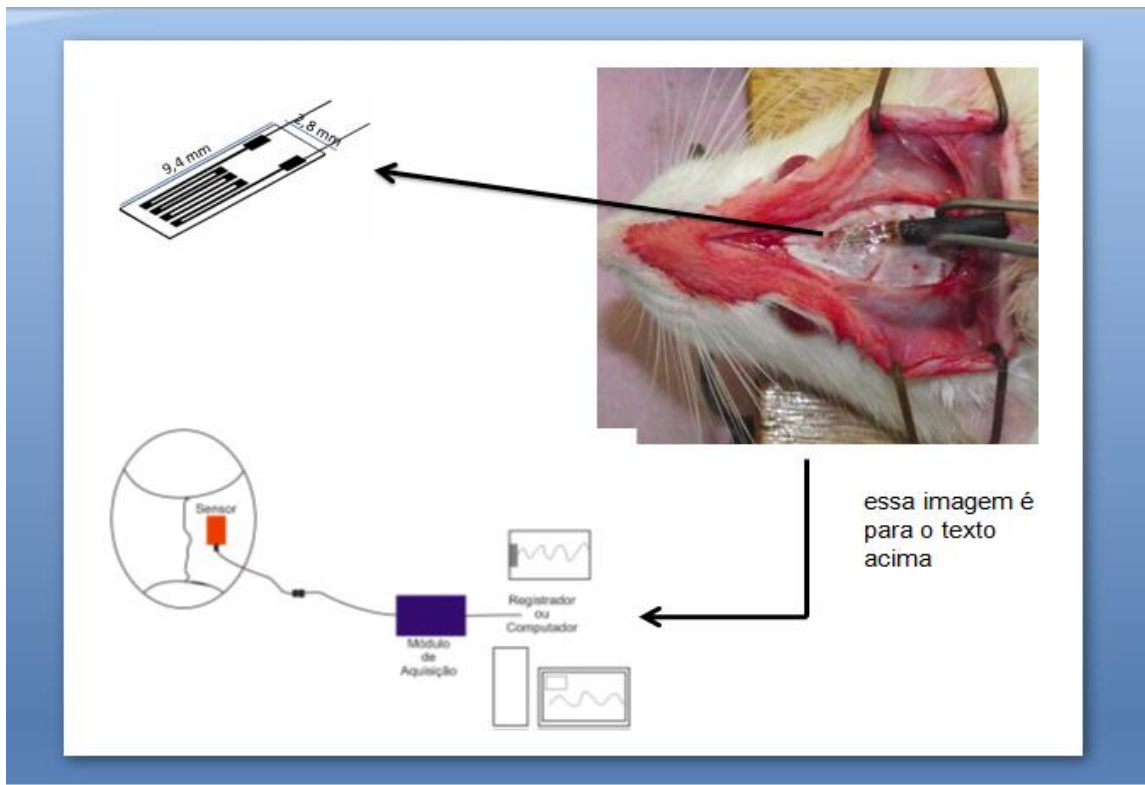 9,4 mm
2,8 mm
essa imagem é
para o texto
acima
Sensor
Registrador
ou
Computador
Módulo
de
Aquisição